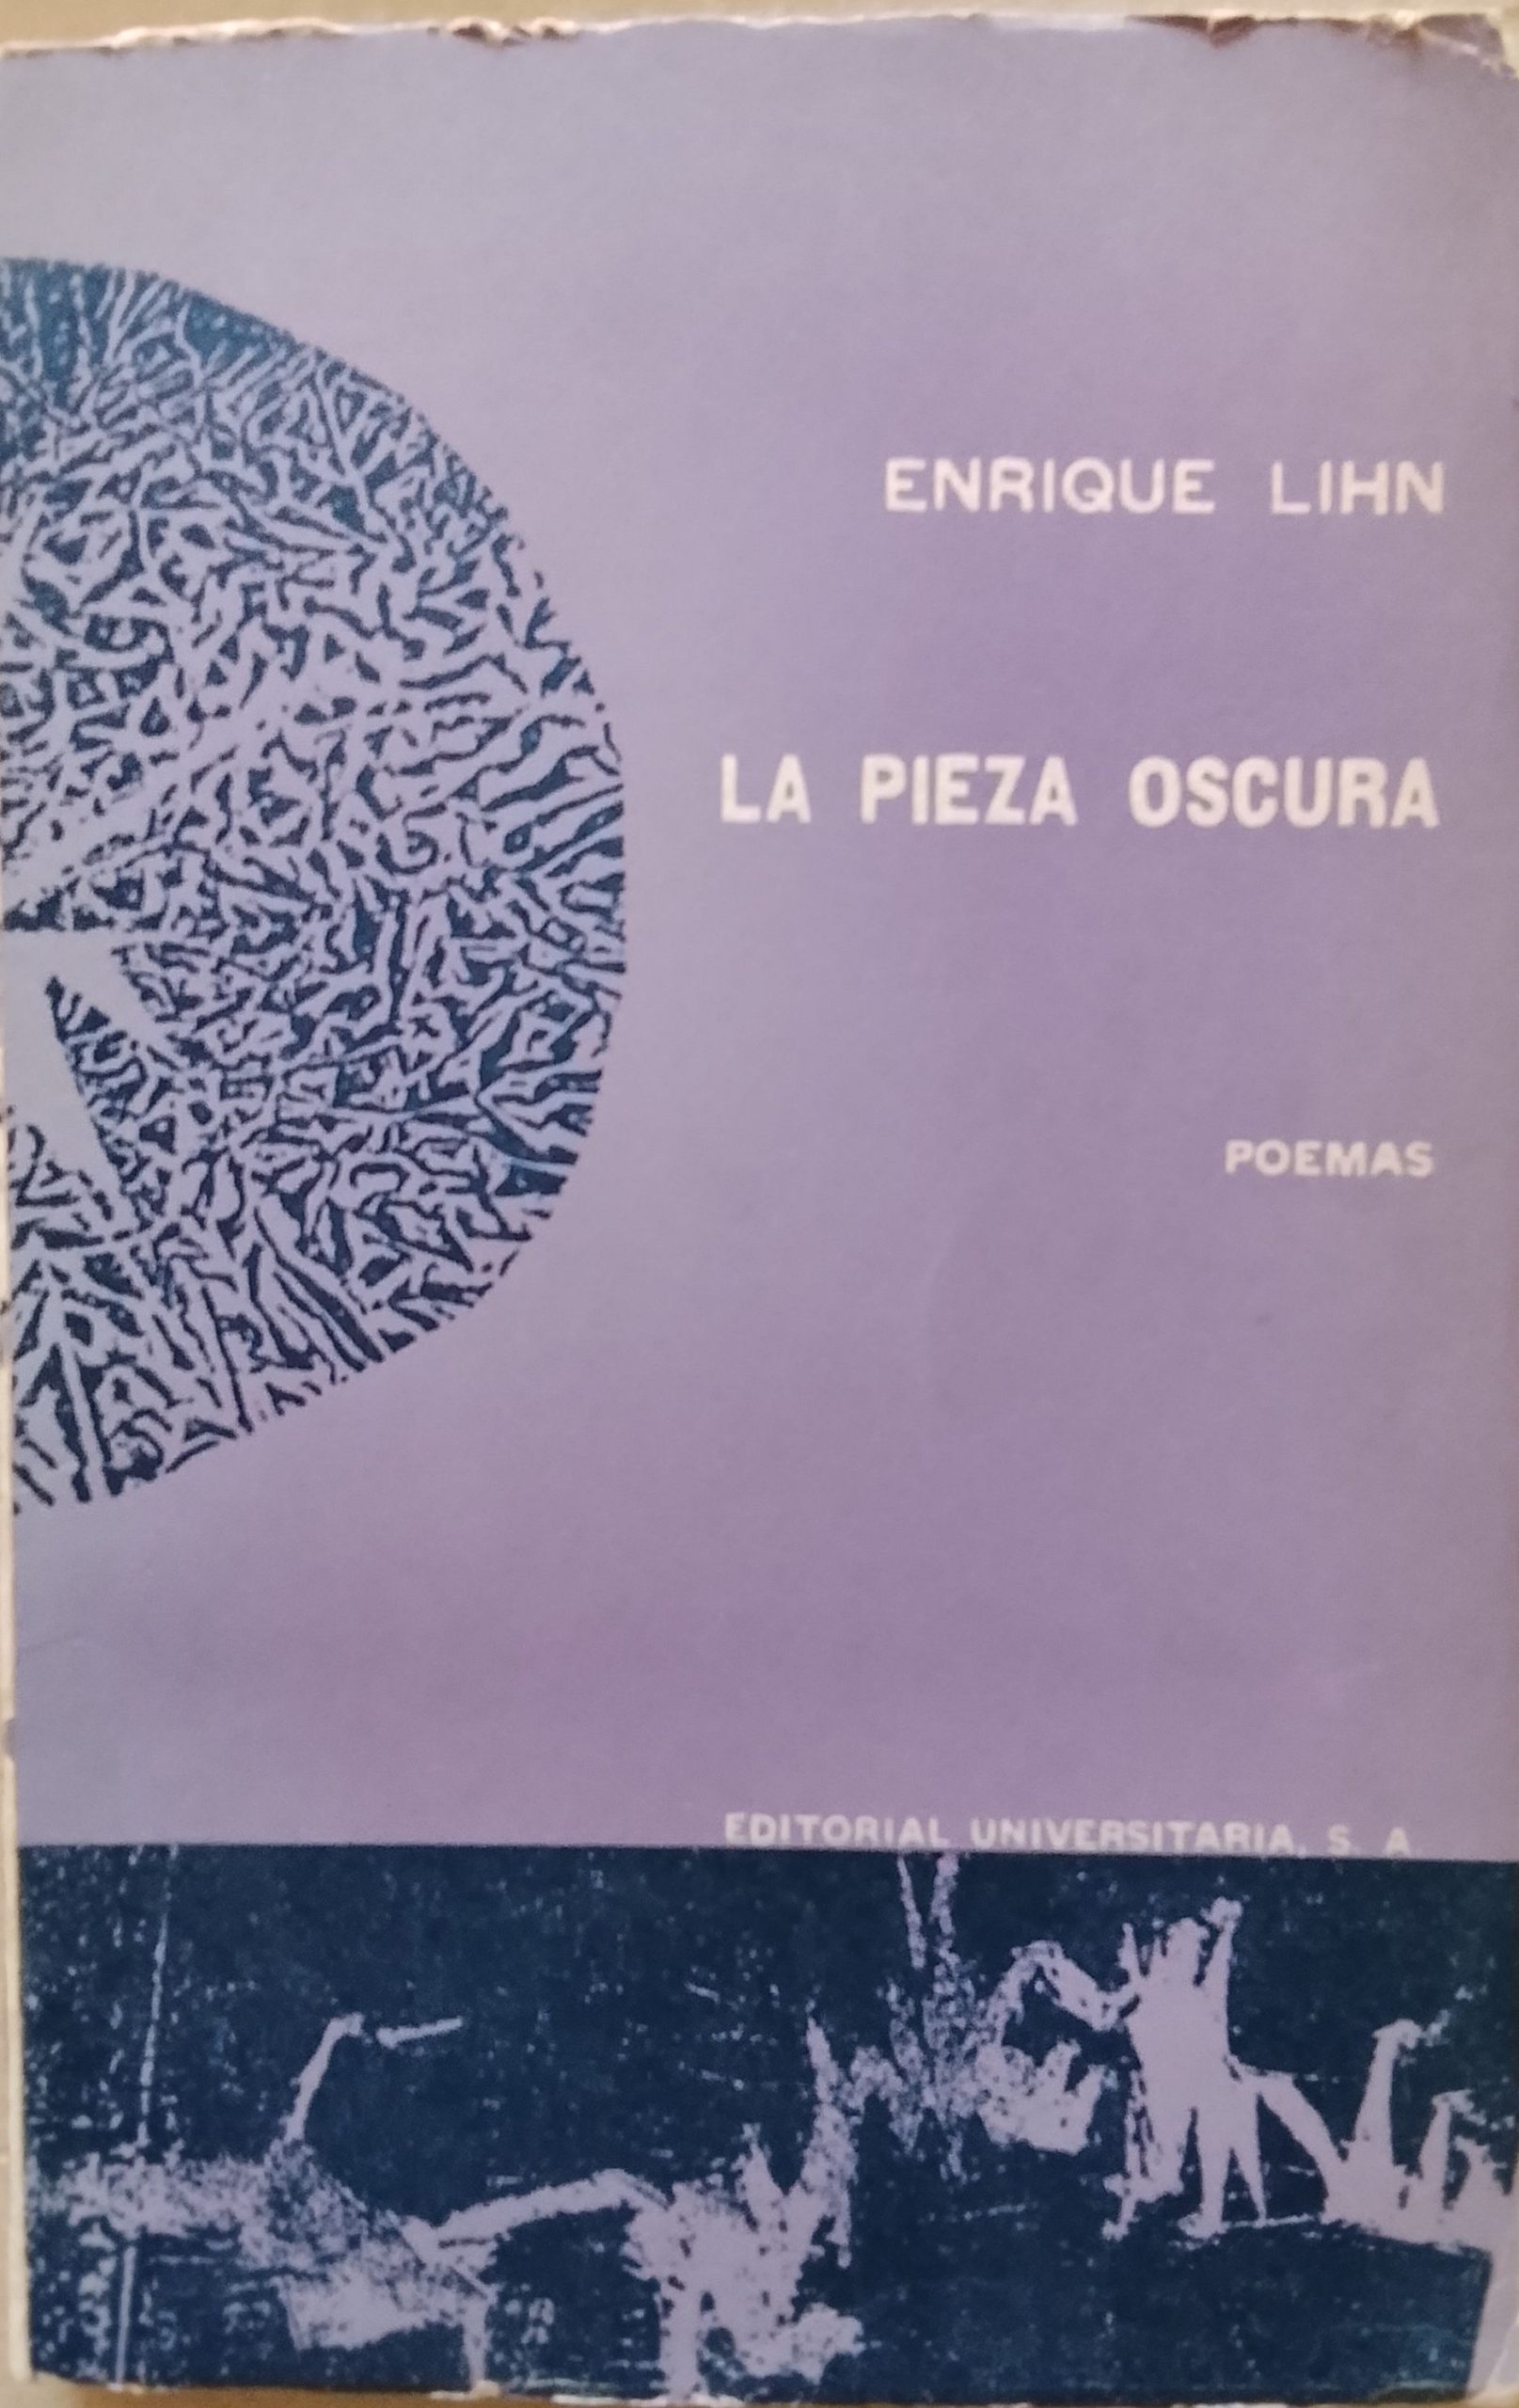 ENRIQUE LIHN
LA PIEZA OSCURA
POEMAS
EDITORIAL UNIVERSITARIA, S. A.